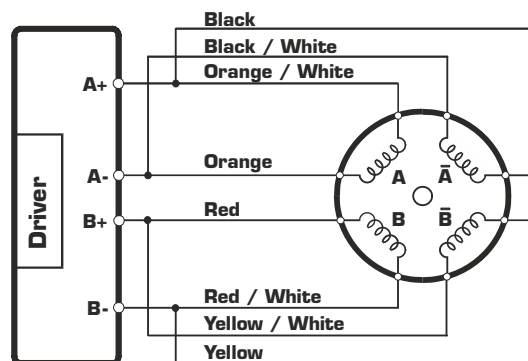 Black
Black / White
Orange / White
A+
A-
Orange
A
Ā
Driver
B+
Red
B
B̄
B-
Red / White
Yellow / White
Yellow